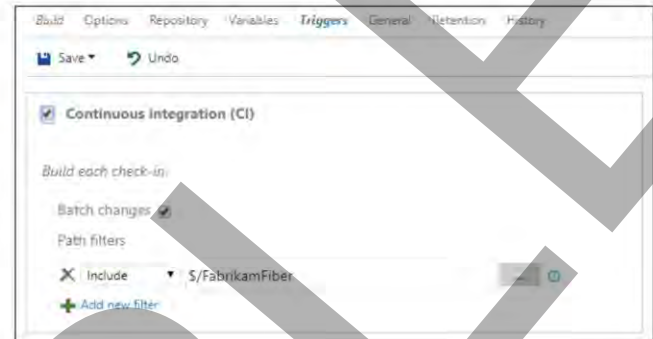 Build Options Repository Variables Triggers General Retention History
Save Undo
Continuous integration (CI)
Build each check-in.
Batch changes
Path filters
Include $/FabrikamFiber ...
Add new filter